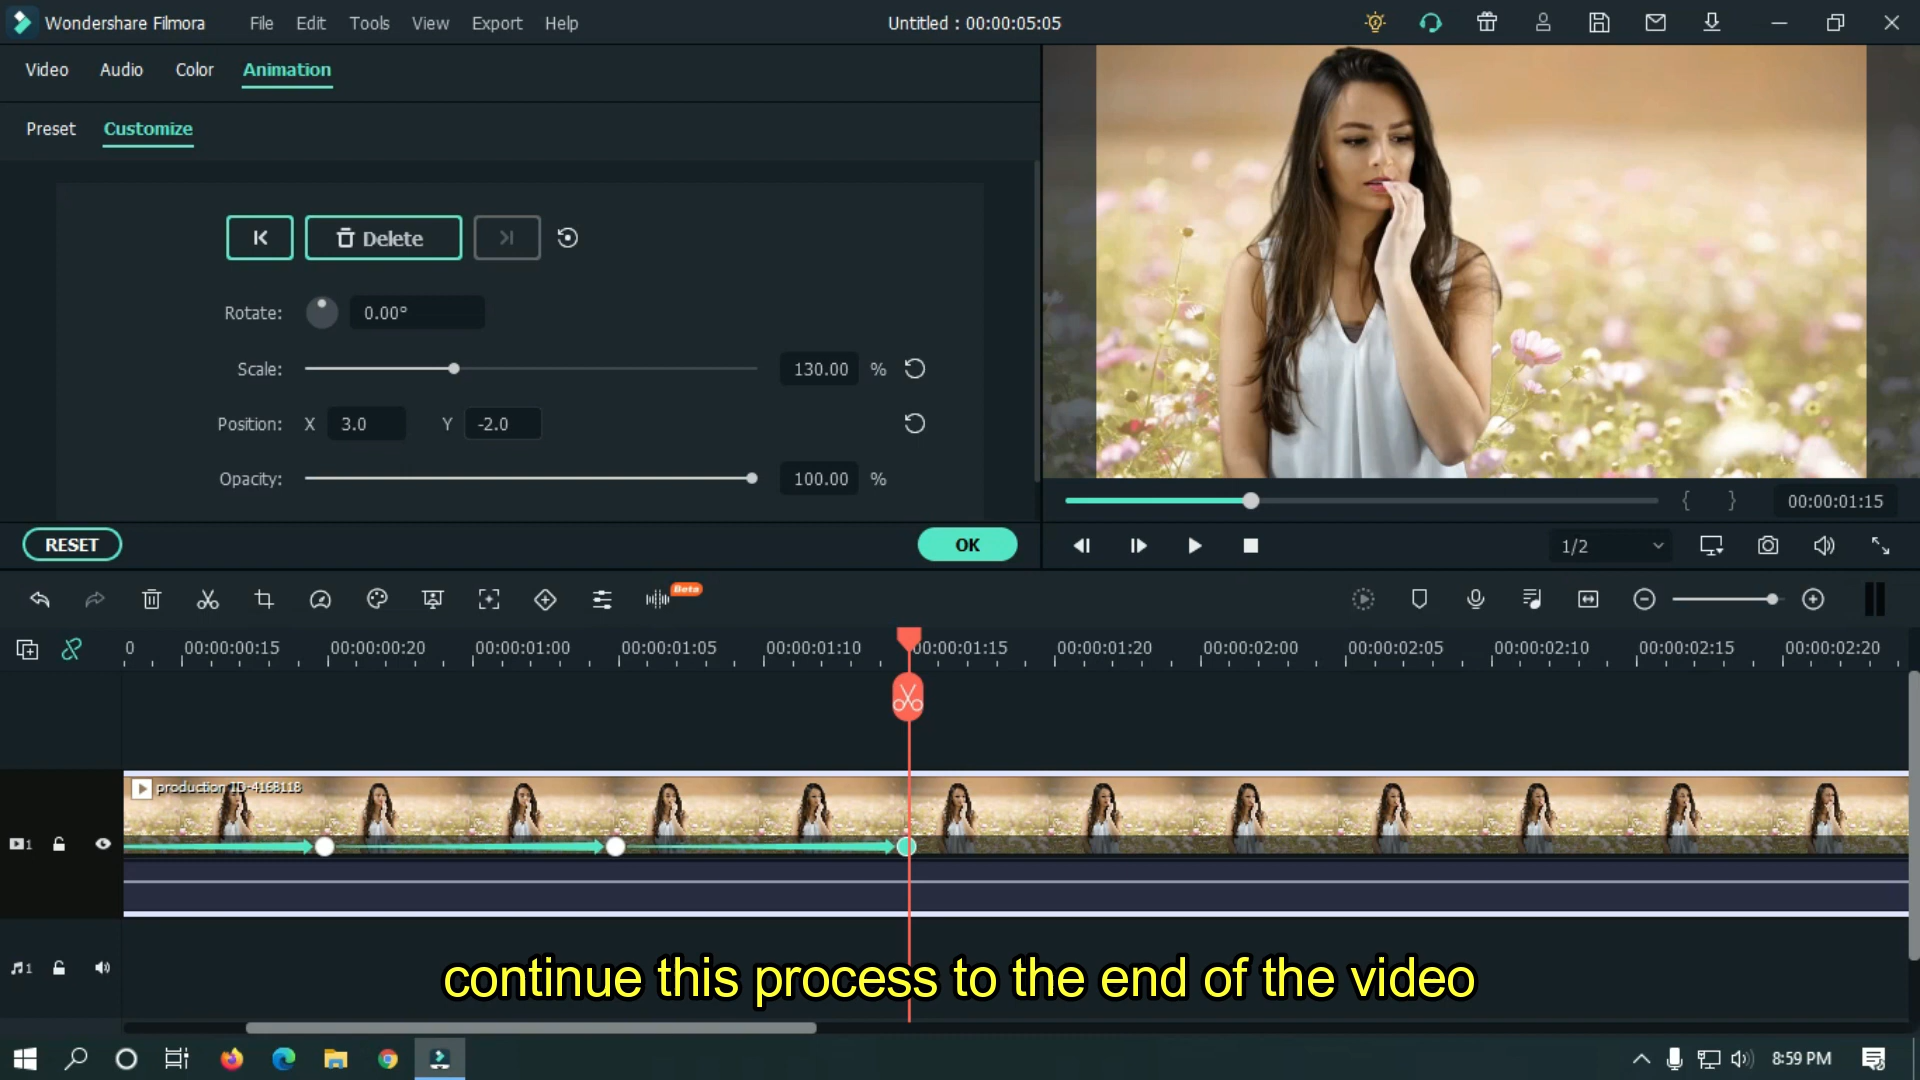 Wondershare Filmora File Edit Tools View Export Help Untitled : 00:00:05:05
Video Audio Color Animation
Preset Customize
Delete
Rotate: 0.00°
Scale: 130.00 %
Position: X 3.0 Y -2.0
Opacity: 100.00 %
{ } 00:00:01:15
RESET OK
1/2
Beta
0 00:00:00:15 00:00:00:20 00:00:01:00 00:00:01:05 00:00:01:10 00:00:01:15 00:00:01:20 00:00:02:00 00:00:02:05 00:00:02:10 00:00:02:15 00:00:02:20
production ID-4168118
1
1
continue this process to the end of the video
8:59 PM